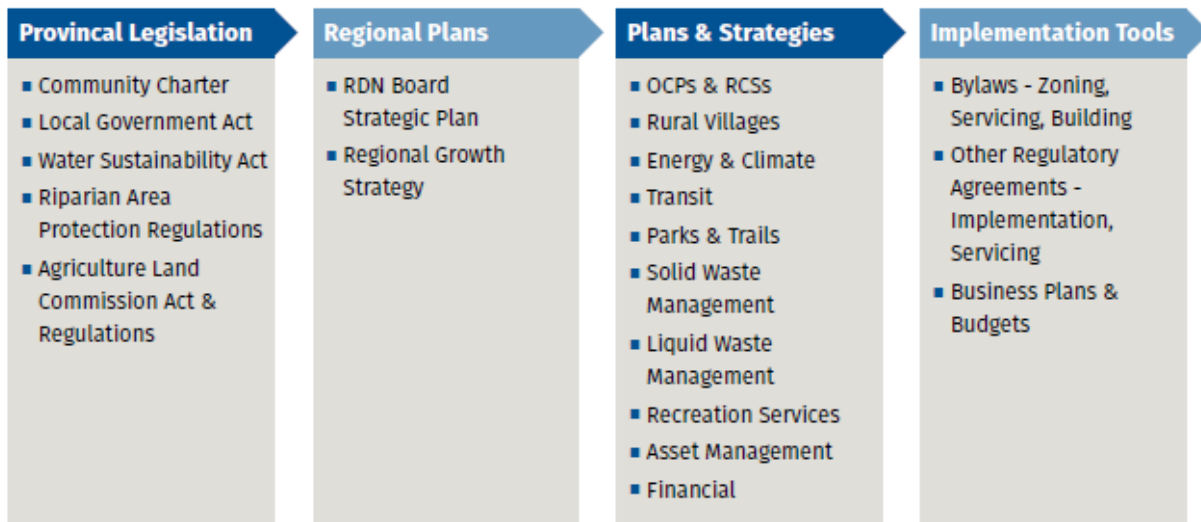 Provincal Legislation
Community Charter
Local Government Act
Water Sustainability Act
Riparian Area
Protection Regulations
Agriculture Land
Commission Act &
Regulations
Regional Plans
RDN Board
Strategic Plan
Regional Growth
Strategy
Plans & Strategies
OCPs & RCSs
Rural Villages
Energy & Climate
Transit
Parks & Trails
Solid Waste
Management
Liquid Waste
Management
Recreation Services
Asset Management
Financial
Implementation Tools
Bylaws - Zoning,
Servicing, Building
Other Regulatory
Agreements -
Implementation,
Servicing
Business Plans &
Budgets